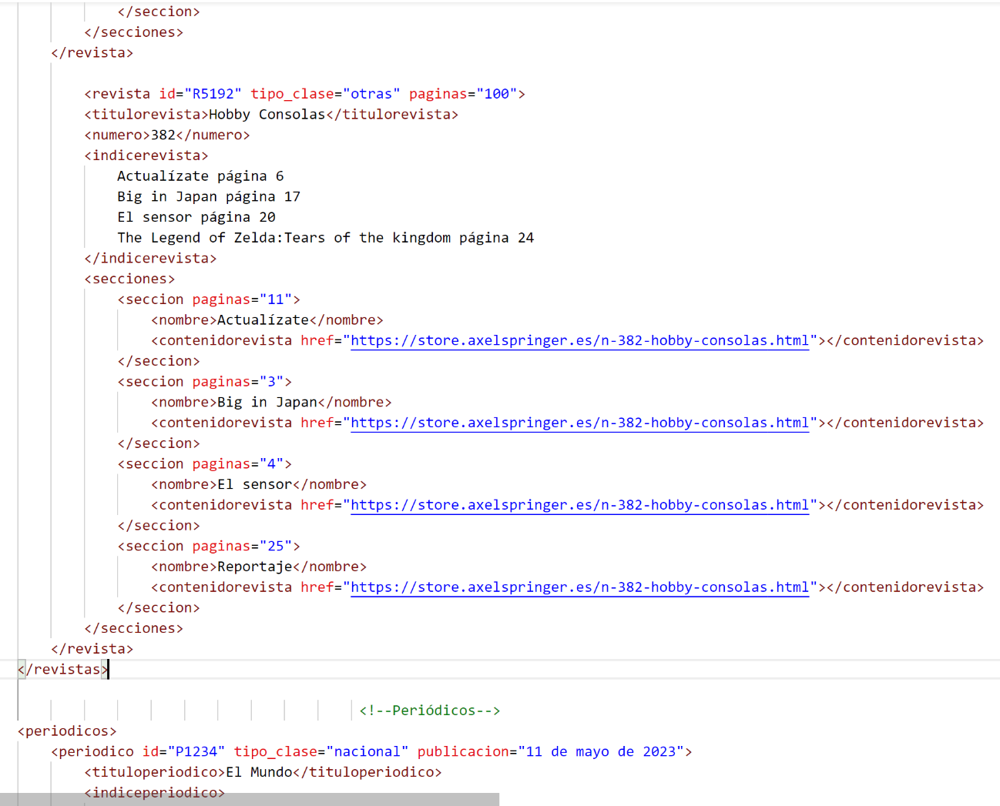 </seccion>
</secciones>
</revista>
<revista id="R5192" tipo_clase="otras" paginas="100">
<titulorevista>Hobby Consolas</titulorevista>
<numero>382</numero>
<indicerevista>
Actualízate página 6
Big in Japan página 17
El sensor página 20
The Legend of Zelda:Tears of the kingdom página 24
</indicerevista>
<secciones>
<seccion paginas="11">
<nombre>Actualízate</nombre>
<contenidorevista href="https://store.axelspringer.es/n-382-hobby-consolas.html"></contenidorevista>
</seccion>
<seccion paginas="3">
<nombre>Big in Japan</nombre>
<contenidorevista href="https://store.axelspringer.es/n-382-hobby-consolas.html"></contenidorevista>
</seccion>
<seccion paginas="4">
<nombre>El sensor</nombre>
<contenidorevista href="https://store.axelspringer.es/n-382-hobby-consolas.html"></contenidorevista>
</seccion>
<seccion paginas="25">
<nombre>Reportaje</nombre>
<contenidorevista href="https://store.axelspringer.es/n-382-hobby-consolas.html"></contenidorevista>
</seccion>
</secciones>
</revista>
</revistas>
<!--Periódicos-->
<periodicos>
<periodico id="P1234" tipo_clase="nacional" publicacion="11 de mayo de 2023">
<tituloperiodico>El Mundo</tituloperiodico>
<indiceperiodico>